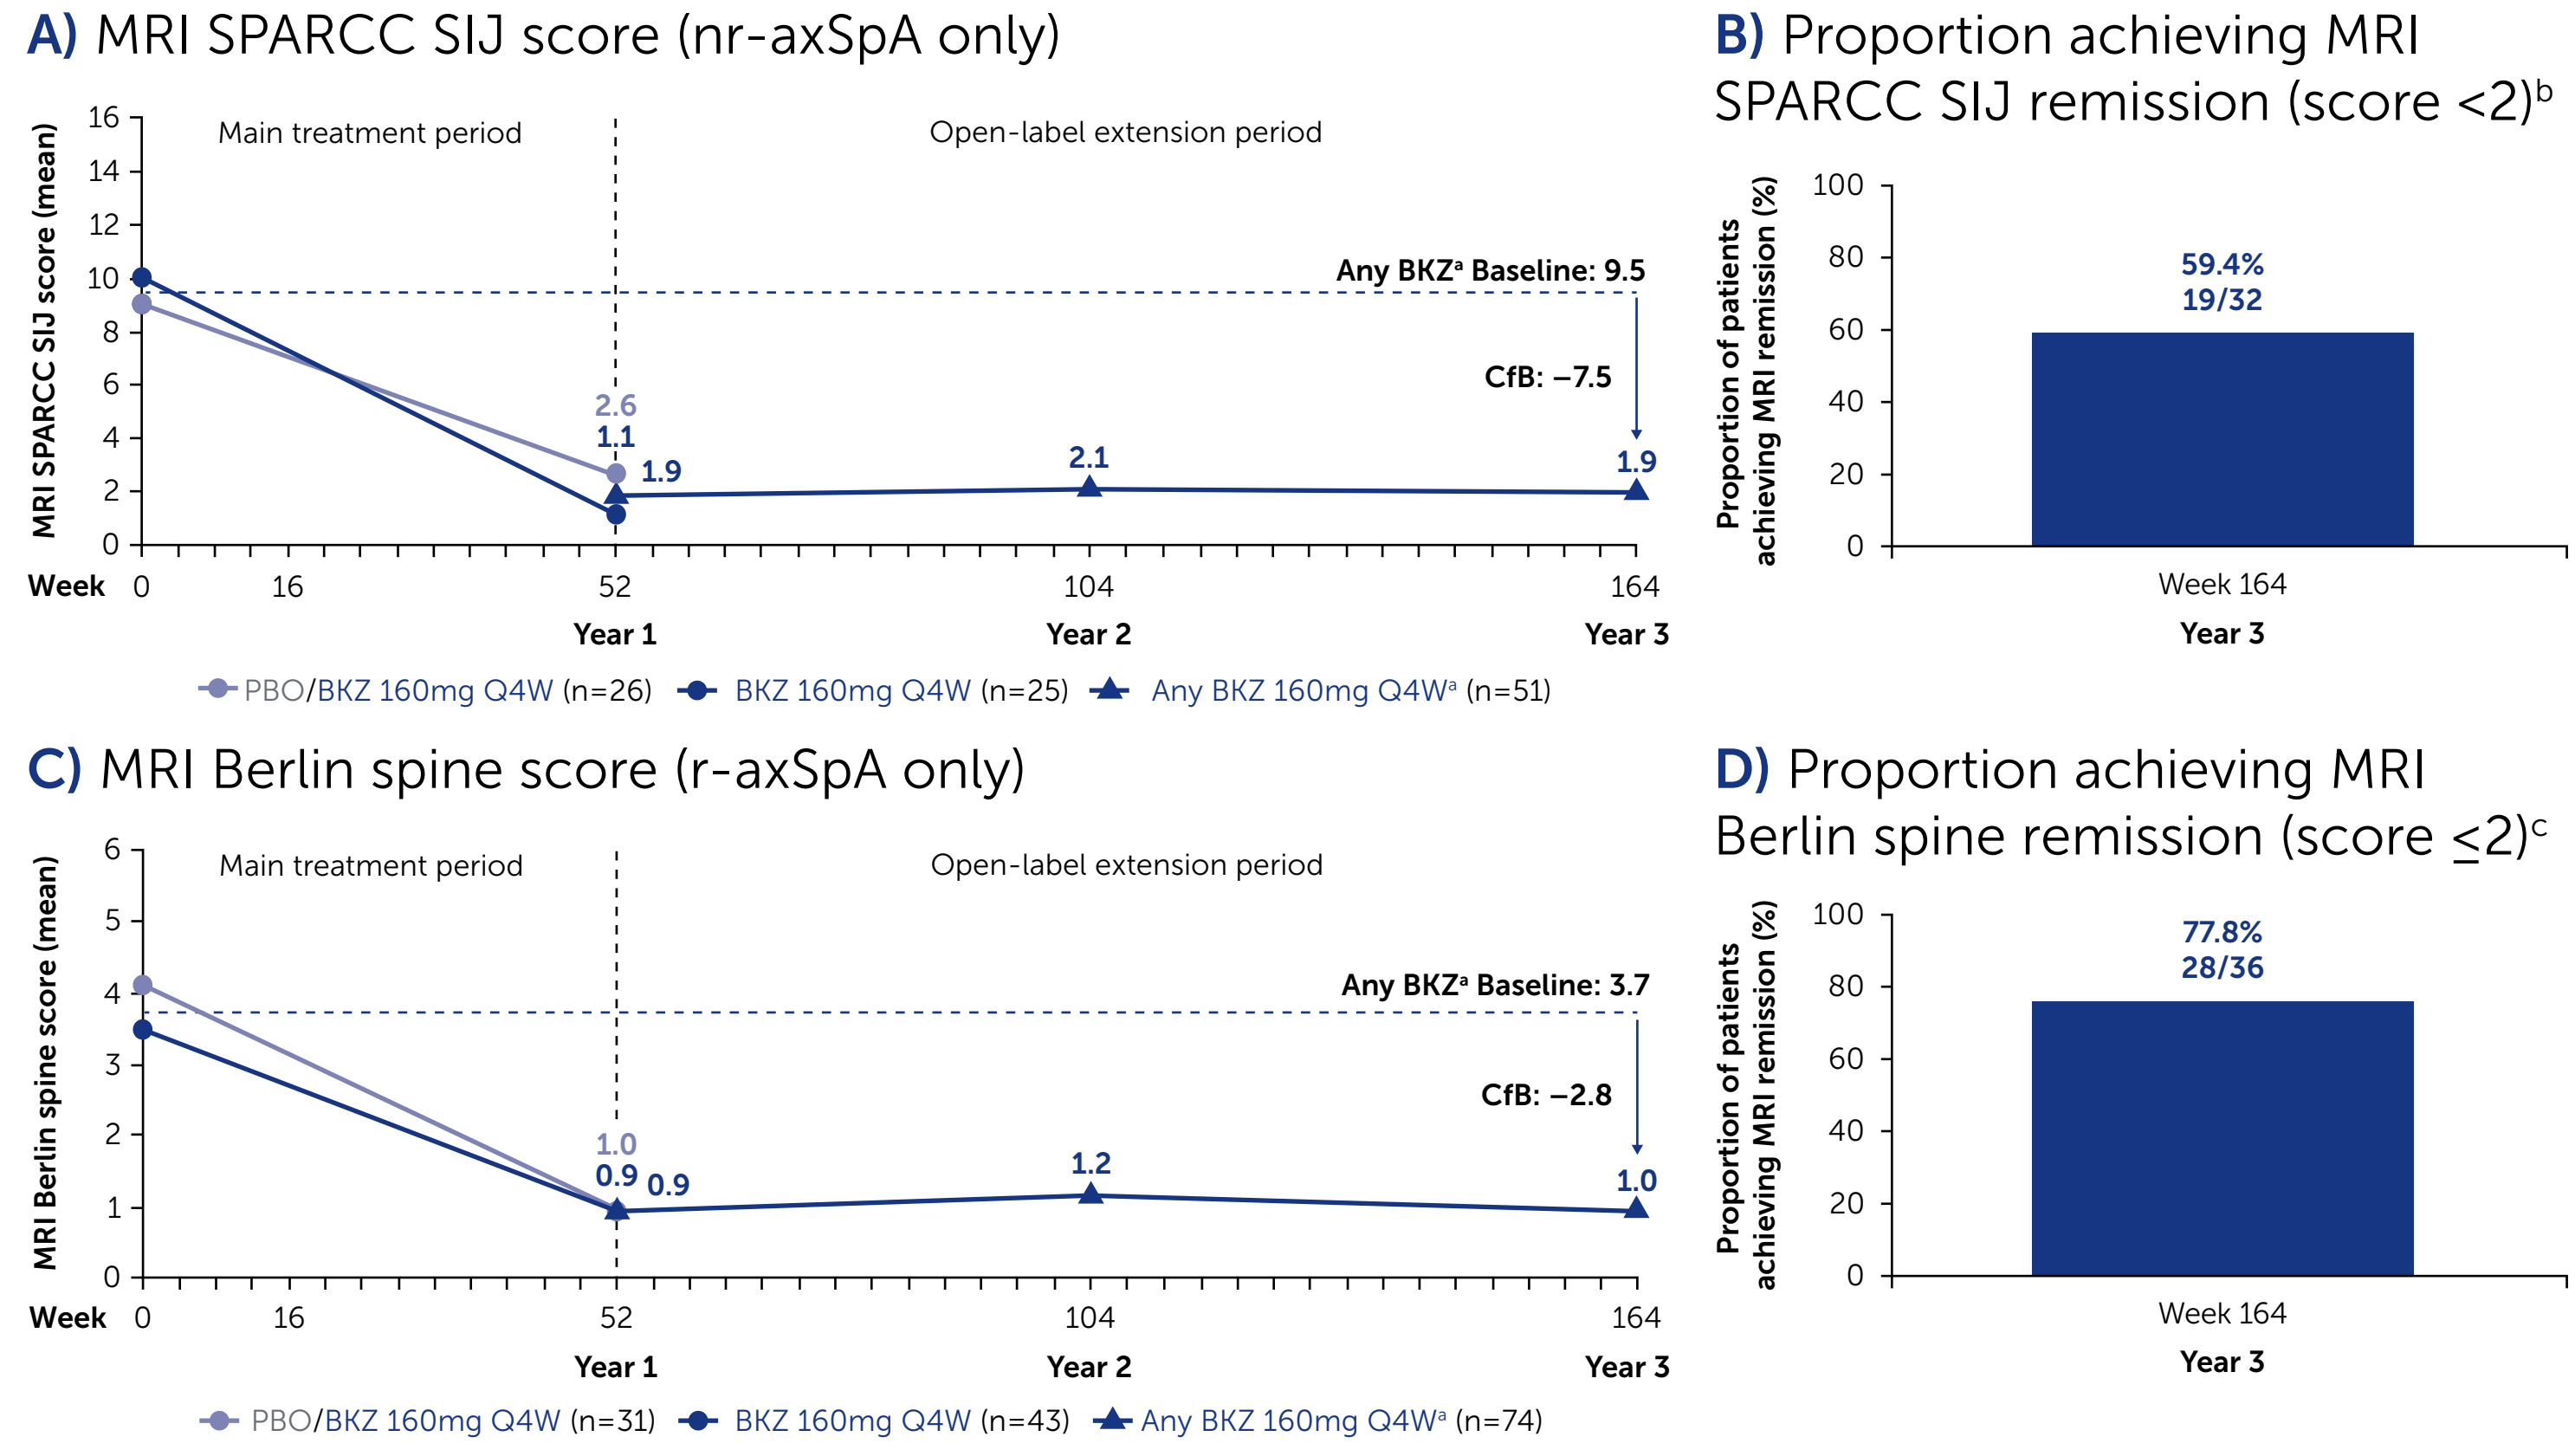 A) MRI SPARCC SIJ score (nr-axSpA only)
MRI SPARCC SIJ score (mean)
16
14
12
10
8
6
4
2
0
Main treatment period
Open-label extension period
Any BKZᵃ Baseline: 9.5
CfB: –7.5
2.6
1.1
1.9
2.1
1.9
Week 0 16 52 104 164
Year 1 Year 2 Year 3
PBO/BKZ 160mg Q4W (n=26) BKZ 160mg Q4W (n=25) Any BKZ 160mg Q4Wᵃ (n=51)
B) Proportion achieving MRI
SPARCC SIJ remission (score <2)ᵇ
Proportion of patients
achieving MRI remission (%)
100
80
60
40
20
0
59.4%
19/32
Week 164
Year 3
C) MRI Berlin spine score (r-axSpA only)
MRI Berlin spine score (mean)
6
5
4
3
2
1
0
Main treatment period
Open-label extension period
Any BKZᵃ Baseline: 3.7
CfB: –2.8
1.0
0.9
0.9
1.2
1.0
Week 0 16 52 104 164
Year 1 Year 2 Year 3
PBO/BKZ 160mg Q4W (n=31) BKZ 160mg Q4W (n=43) Any BKZ 160mg Q4Wᵃ (n=74)
D) Proportion achieving MRI
Berlin spine remission (score ≤2)ᶜ
Proportion of patients
achieving MRI remission (%)
100
80
60
40
20
0
77.8%
28/36
Week 164
Year 3